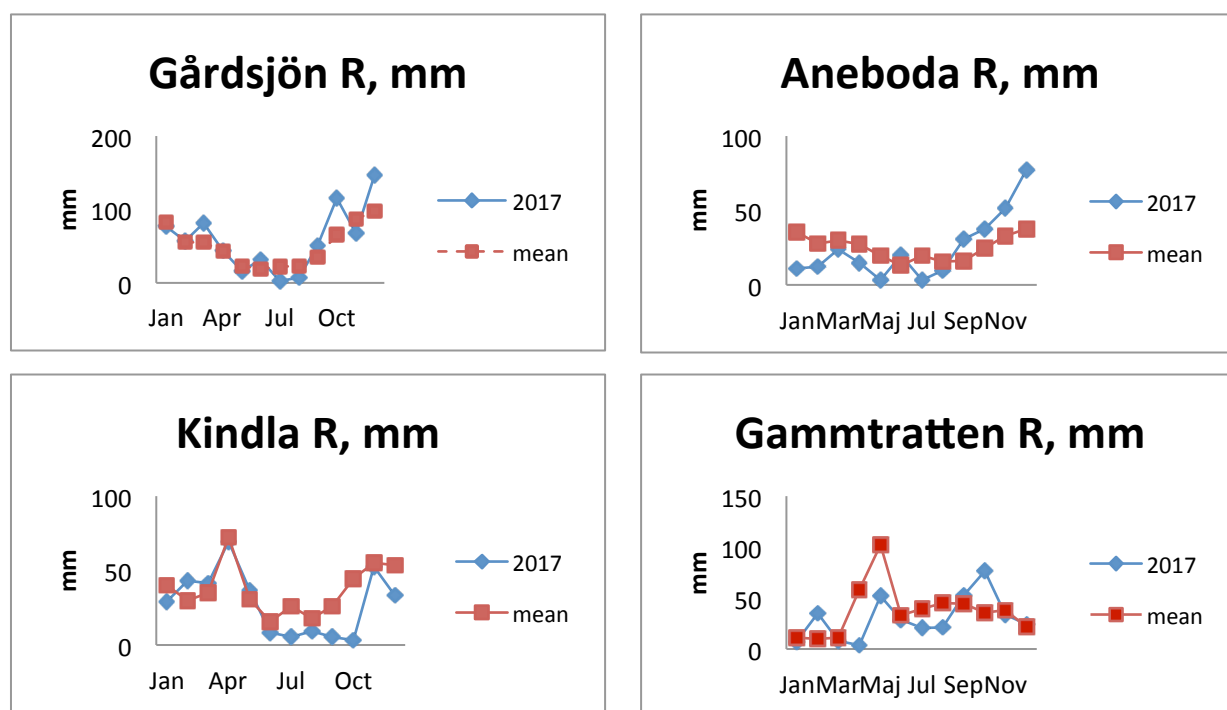 Gårdsjön R, mm
200
100
0
mm
Jan Apr Jul Oct
2017
mean
Aneboda R, mm
100
50
0
mm
JanMarMaj Jul SepNov
2017
mean
Kindla R, mm
100
50
0
mm
Jan Apr Jul Oct
2017
mean
Gammtratten R, mm
150
100
50
0
mm
JanMarMaj Jul SepNov
2017
mean